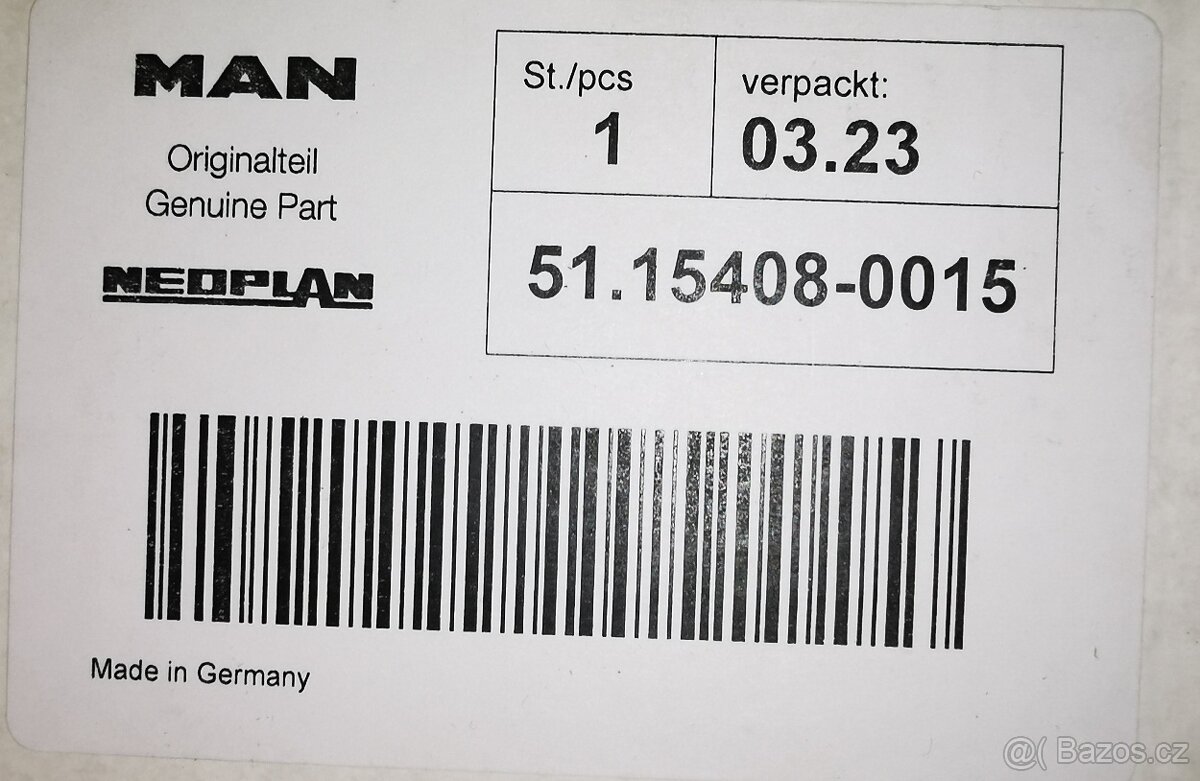 MAN
Originalteil
Genuine Part
NEOPLAN
St./pcs
1
verpackt:
03.23
51.15408-0015
Made in Germany
@( Bazos.cz